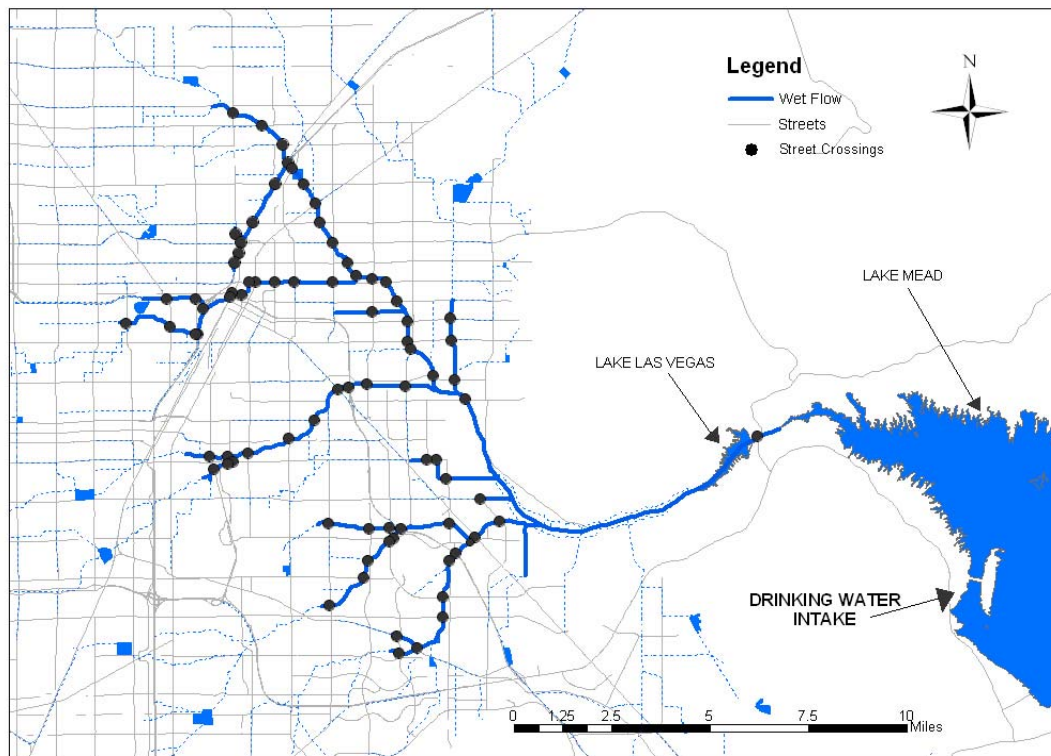 Legend
Wet Flow
Streets
Street Crossings
N
LAKE MEAD
LAKE LAS VEGAS
DRINKING WATER
INTAKE
0 1.25 2.5 5 7.5 10
Miles